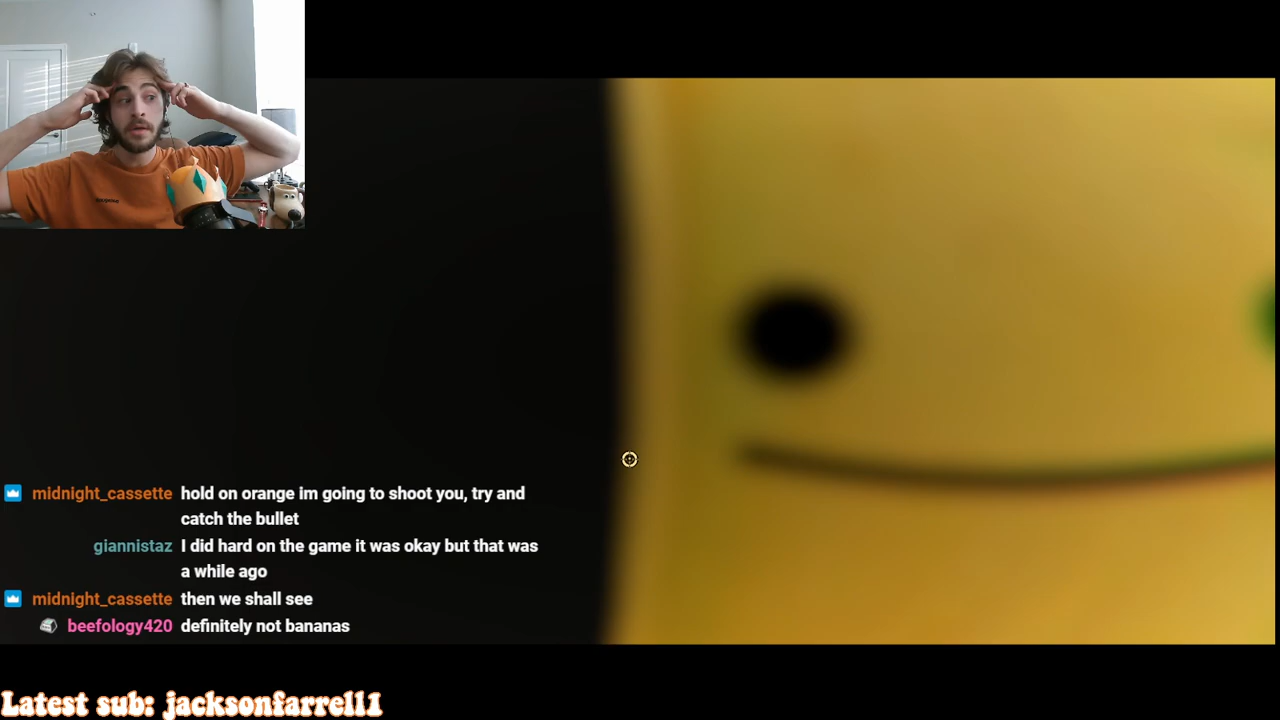 midnight_cassette hold on orange im going to shoot you, try and
catch the bullet
giannistaz I did hard on the game it was okay but that was
a while ago
midnight_cassette then we shall see
beefology420 definitely not bananas
Latest sub: jacksonfarrell1